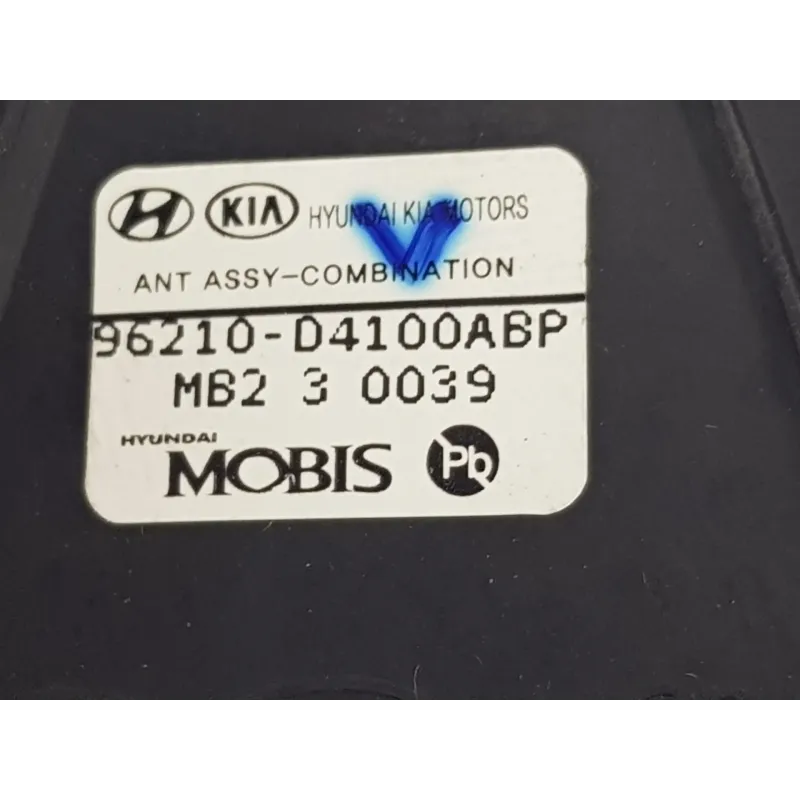 KIA HYUNDAI KIA MOTORS
ANT ASSY-COMBINATION
96210-D4100ABP
MB2 3 0039
HYUNDAI
MOBIS Pb